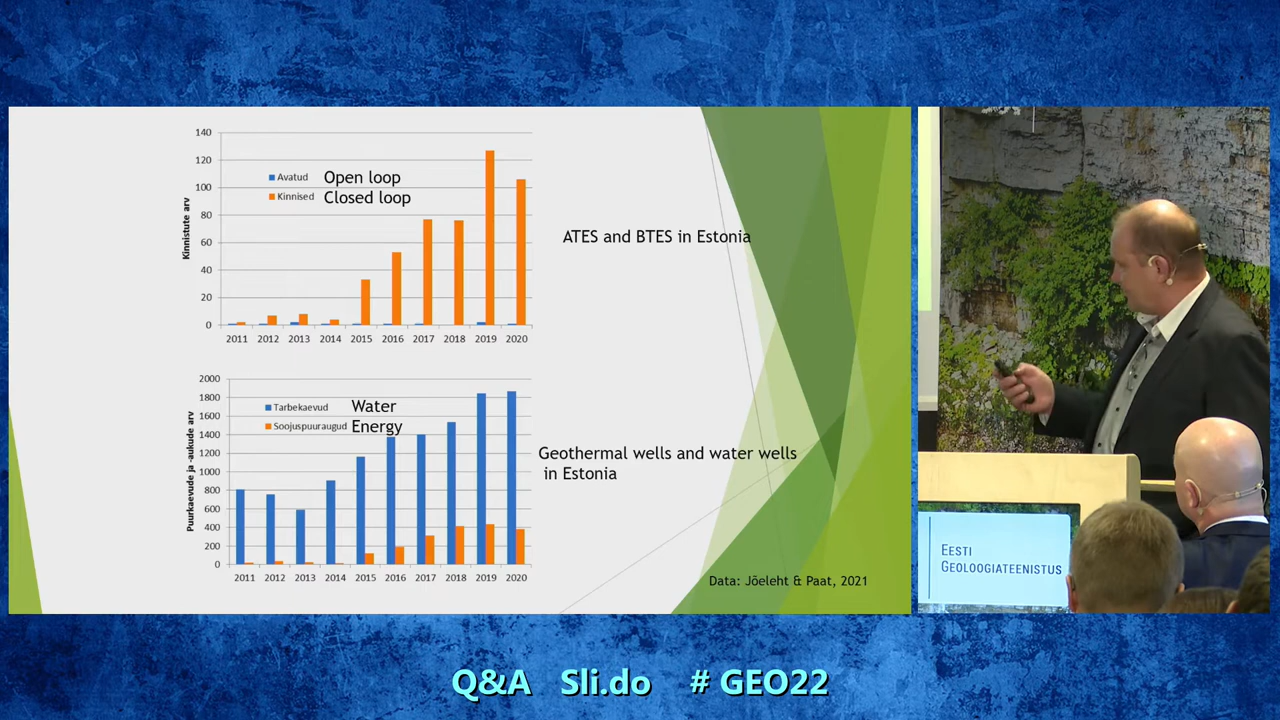 140
120
100
80
60
40
20
0
Kinnistute arv
Avatud Open loop
Kinnised Closed loop
2011 2012 2013 2014 2015 2016 2017 2018 2019 2020
ATES and BTES in Estonia
2000
1800
1600
1400
1200
1000
800
600
400
200
0
Puurkaevude ja -aukude arv
Tarbekaevud Water
Soojuspuuraugud Energy
2011 2012 2013 2014 2015 2016 2017 2018 2019 2020
Geothermal wells and water wells
in Estonia
Data: Jõeleht & Paat, 2021
EESTI
GEOLOOGIATEENISTUS
Q&A Sli.do # GEO22